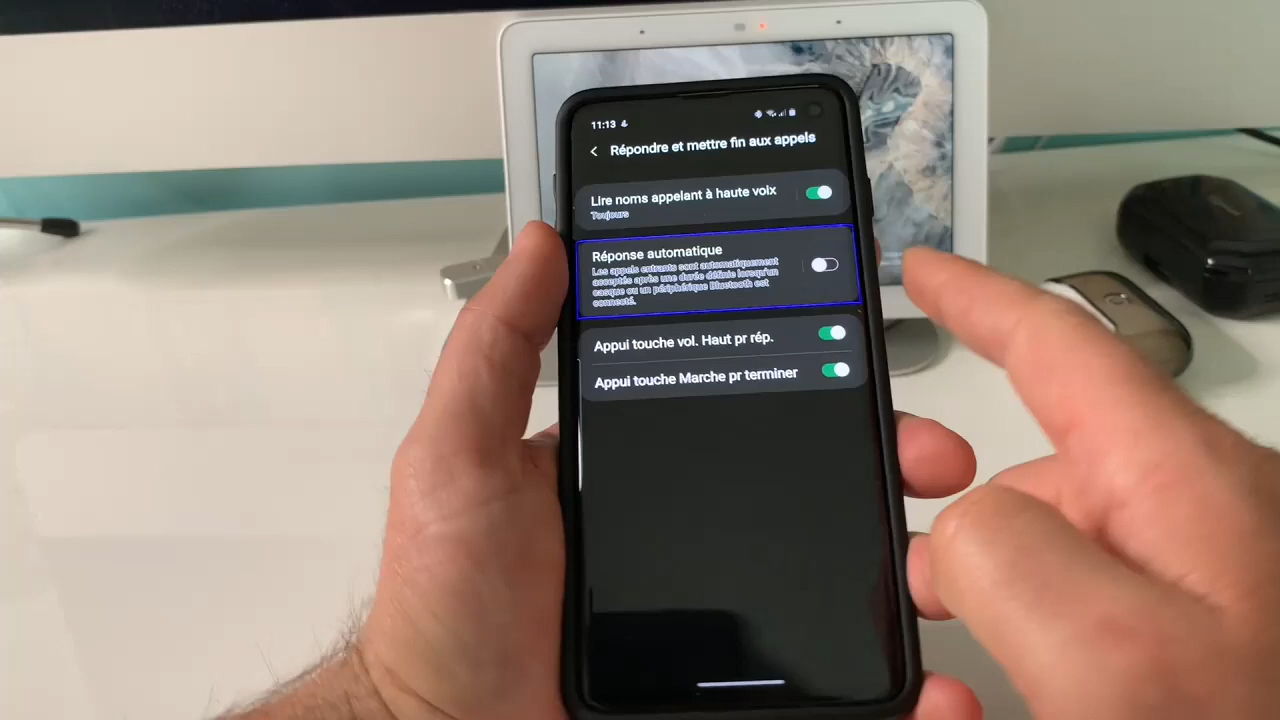 11:13
Répondre et mettre fin aux appels
Lire noms appelant à haute voix
Toujours
Réponse automatique
Les appels entrants sont automatiquement
acceptés après une durée définie lorsqu'un
casque ou un périphérique Bluetooth est
connecté.
Appui touche vol. Haut pr rép.
Appui touche Marche pr terminer